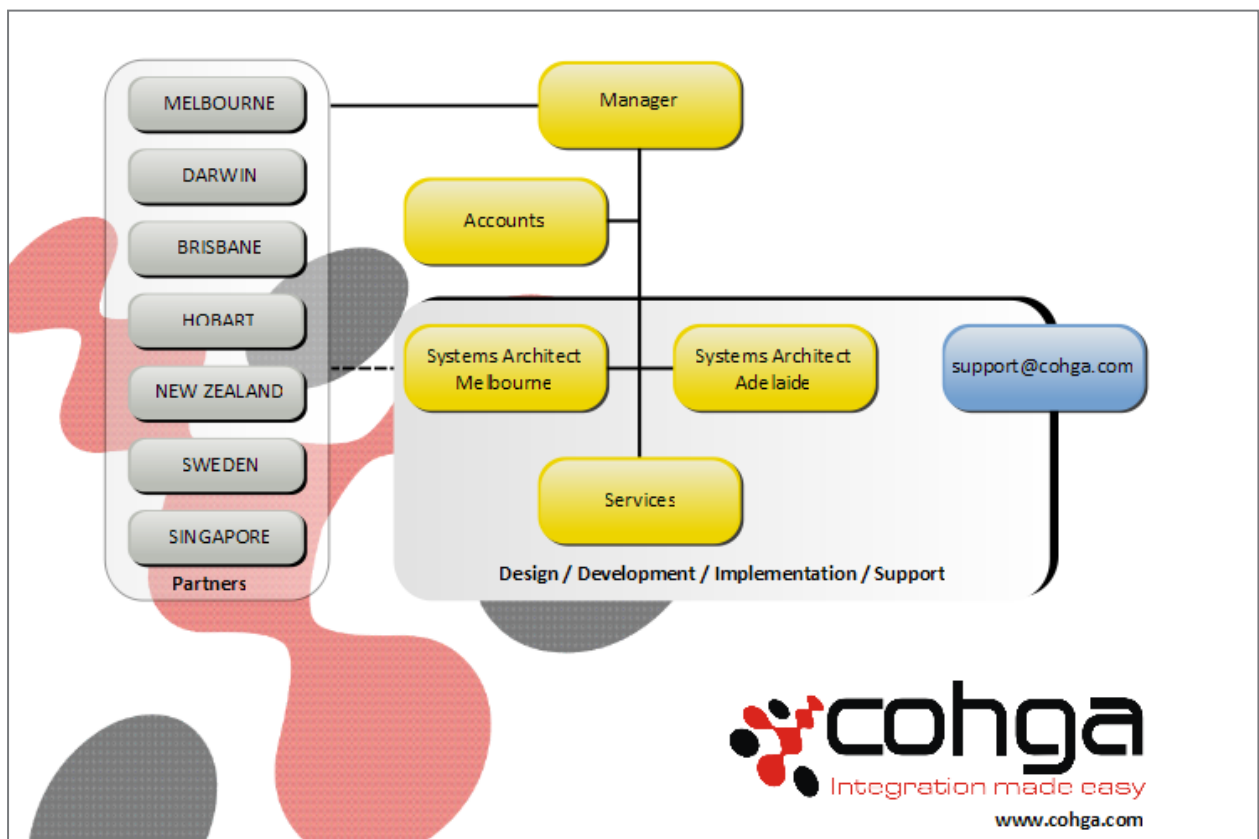 MELBOURNE
DARWIN
BRISBANE
HOBART
NEW ZEALAND
SWEDEN
SINGAPORE
Partners
Manager
Accounts
Systems Architect
Melbourne
Systems Architect
Adelaide
support@cohga.com
Services
Design / Development / Implementation / Support
cohga
Integration made easy
www.cohga.com